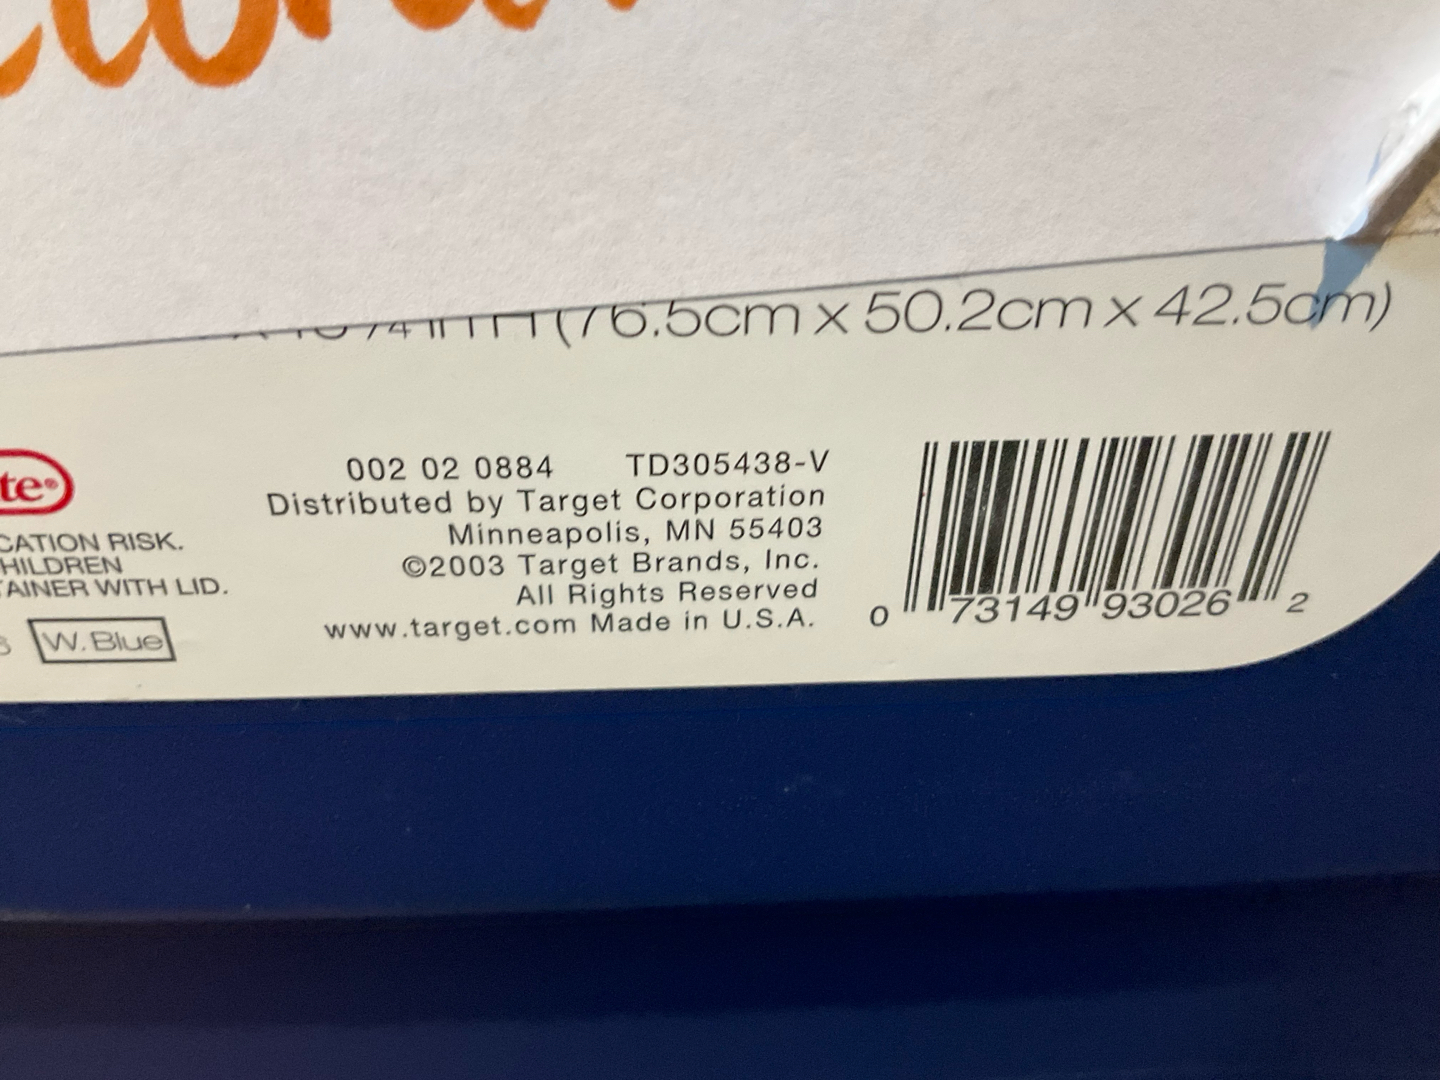 (76.5cm x 50.2cm x 42.5cm)
te®
CATION RISK.
HILDREN
TAINER WITH LID.
W. Blue
002 02 0884 TD305438-V
Distributed by Target Corporation
Minneapolis, MN 55403
©2003 Target Brands, Inc.
All Rights Reserved
www.target.com Made in U.S.A.
0 73149 93026 2